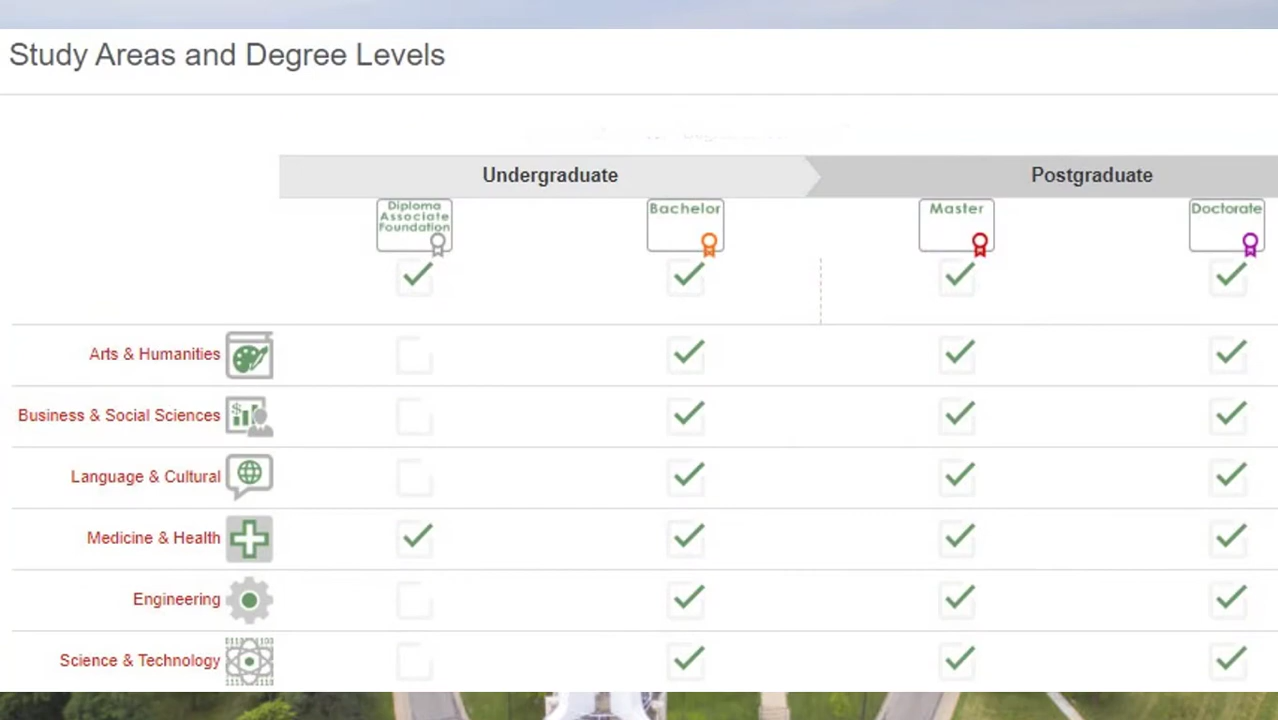 Study Areas and Degree Levels
Undergraduate
Postgraduate
Diploma
Associate
Foundation
Bachelor
Master
Doctorate
Arts & Humanities
Business & Social Sciences
Language & Cultural
Medicine & Health
Engineering
Science & Technology